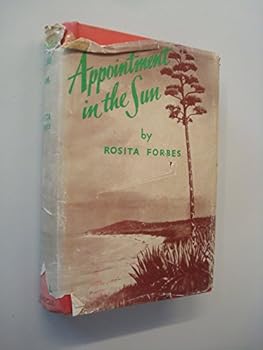 Appointment
in the Sun
by
ROSITA FORBES